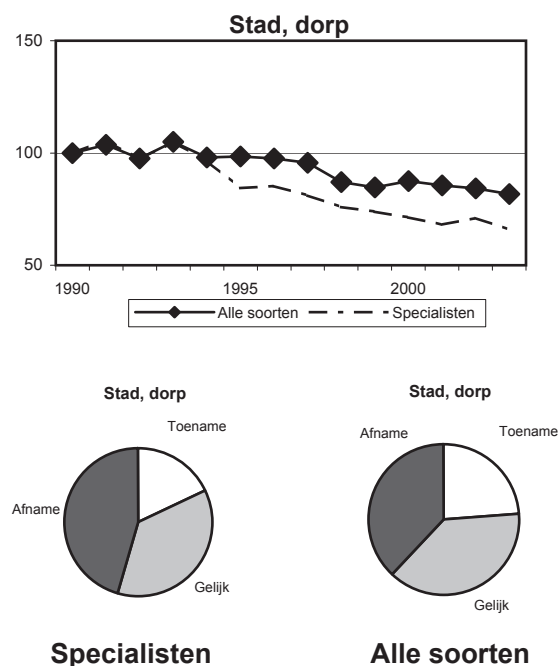 Stad, dorp
150
100
50
1990 1995 2000
Alle soorten Specialisten
Stad, dorp
Toename
Afname
Gelijk
Specialisten
Stad, dorp
Afname
Toename
Gelijk
Alle soorten